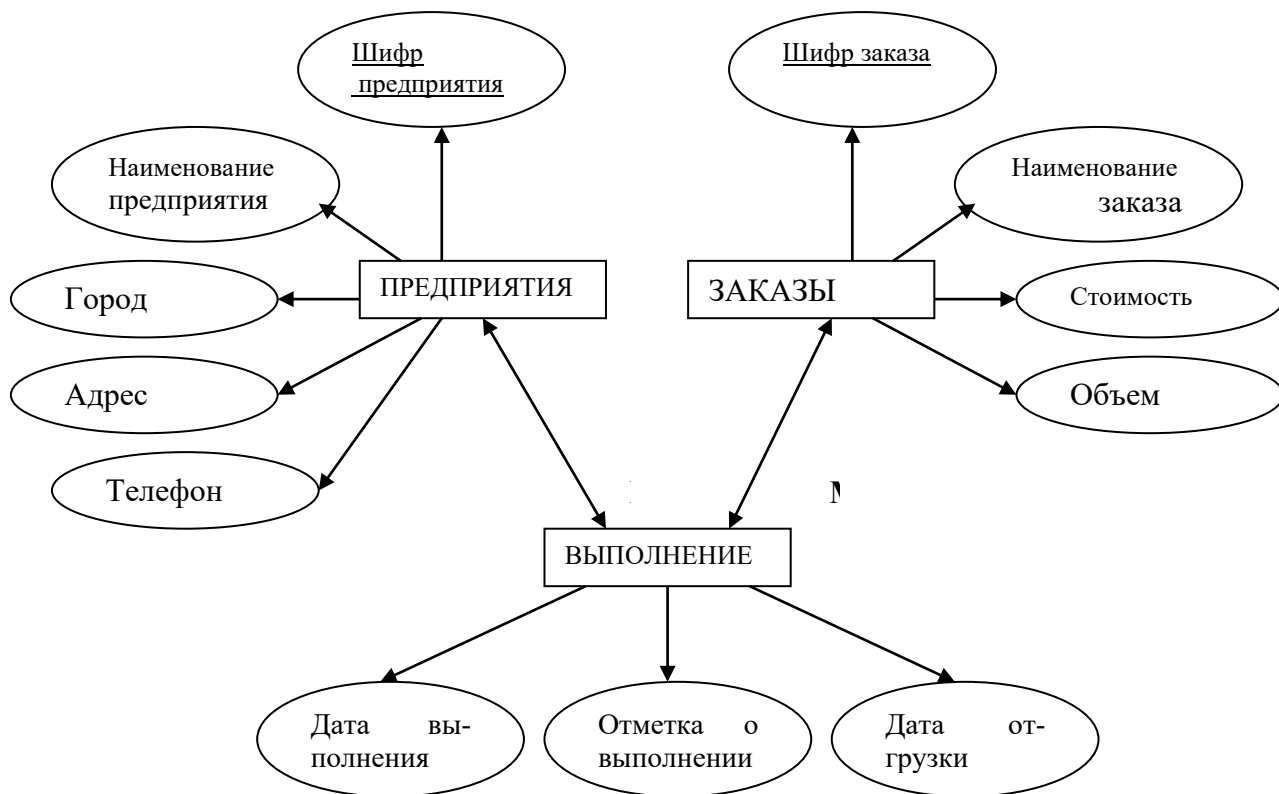 Шифр
предприятия
Шифр заказа
Наименование
предприятия
Наименование
заказа
ПРЕДПРИЯТИЯ
ЗАКАЗЫ
Город
Стоимость
Адрес
Объем
Телефон
ВЫПОЛНЕНИЕ
Дата вы-
полнения
Отметка о
выполнении
Дата от-
грузки